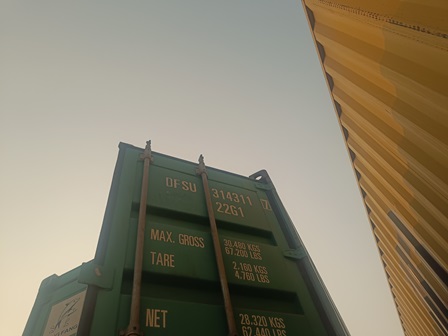 DFSU 314311 0
22G1
MAX. GROSS 30.480 KGS
67.200 LBS
TARE 2.160 KGS
4.760 LBS
NET 28.320 KGS
62.440 LBS